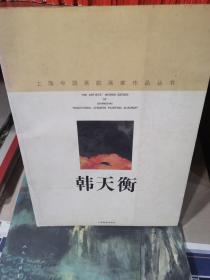 上海中国画院画家作品丛书
THE ARTISTS' WORKS SERIES
OF
SHANGHAI
TRADITIONAL CHINESE PAINTING ACADEMY
韩天衡